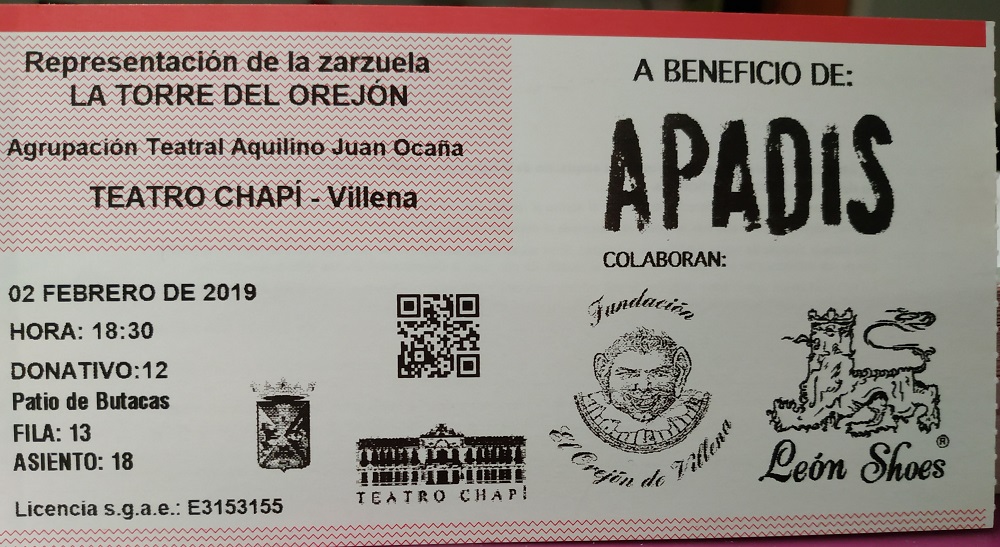 Representación de la zarzuela
LA TORRE DEL OREJÓN
Agrupación Teatral Aquilino Juan Ocaña
TEATRO CHAPÍ - Villena
02 FEBRERO DE 2019
HORA: 18:30
DONATIVO:12
Patio de Butacas
FILA: 13
ASIENTO: 18
Licencia s.g.a.e.: E3153155
TEATRO CHAPÍ
A BENEFICIO DE:
APADIS
COLABORAN:
Fundación
El Orejón de Villena
León Shoes®